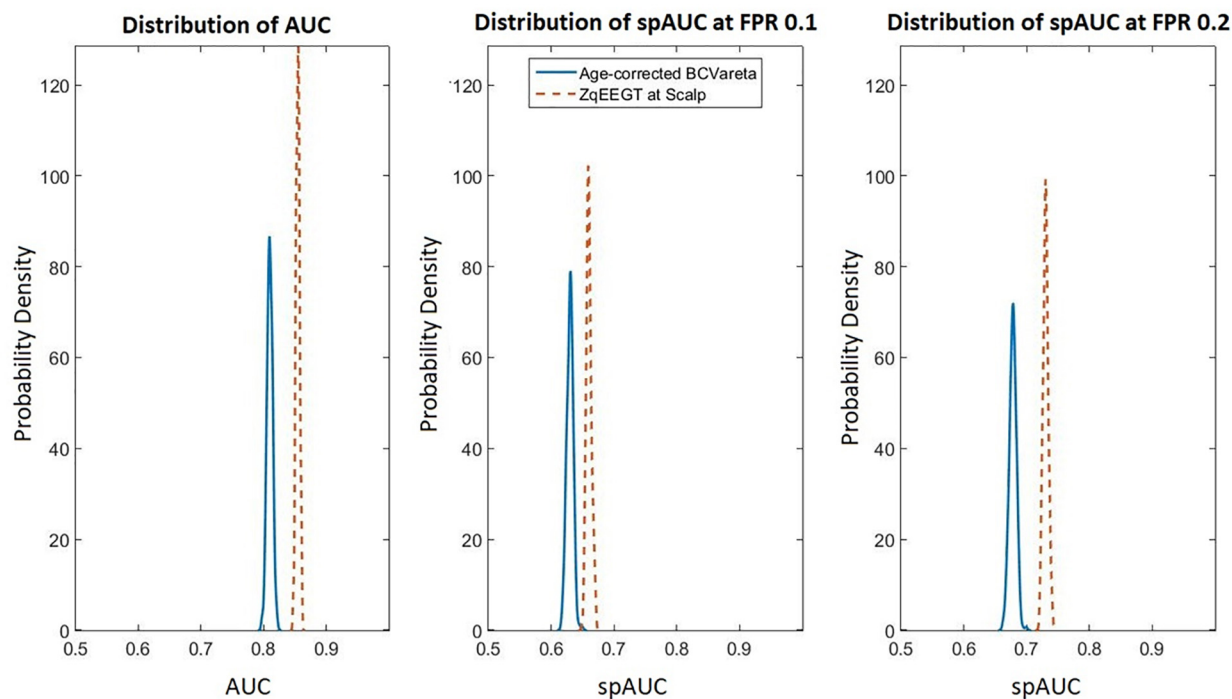 Distribution of AUC
Distribution of spAUC at FPR 0.1
Distribution of spAUC at FPR 0.2
Probability Density
120
100
80
60
40
20
0
0.5 0.6 0.7 0.8 0.9
AUC
Probability Density
120
100
80
60
40
20
0
Age-corrected BCVareta
ZqEEGT at Scalp
0.5 0.6 0.7 0.8 0.9
spAUC
Probability Density
120
100
80
60
40
20
0
0.5 0.6 0.7 0.8 0.9
spAUC